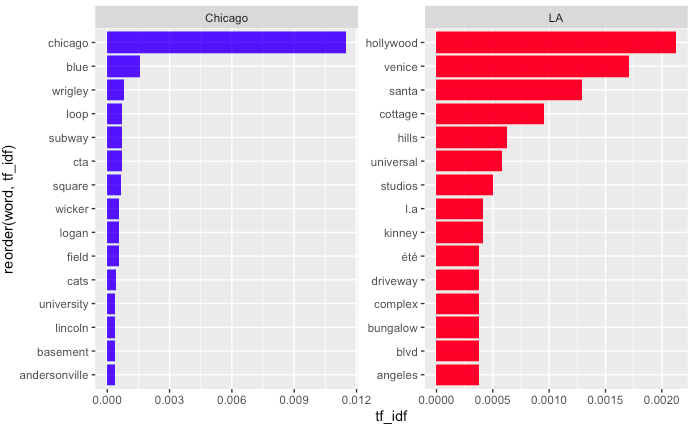 Chicago
LA
reorder(word, tf_idf)
chicago
blue
wrigley
loop
subway
cta
square
wicker
logan
field
cats
university
lincoln
basement
andersonville
0.000 0.003 0.006 0.009 0.012
hollywood
venice
santa
cottage
hills
universal
studios
l.a
kinney
été
driveway
complex
bungalow
blvd
angeles
0.0000 0.0005 0.0010 0.0015 0.0020
tf_idf